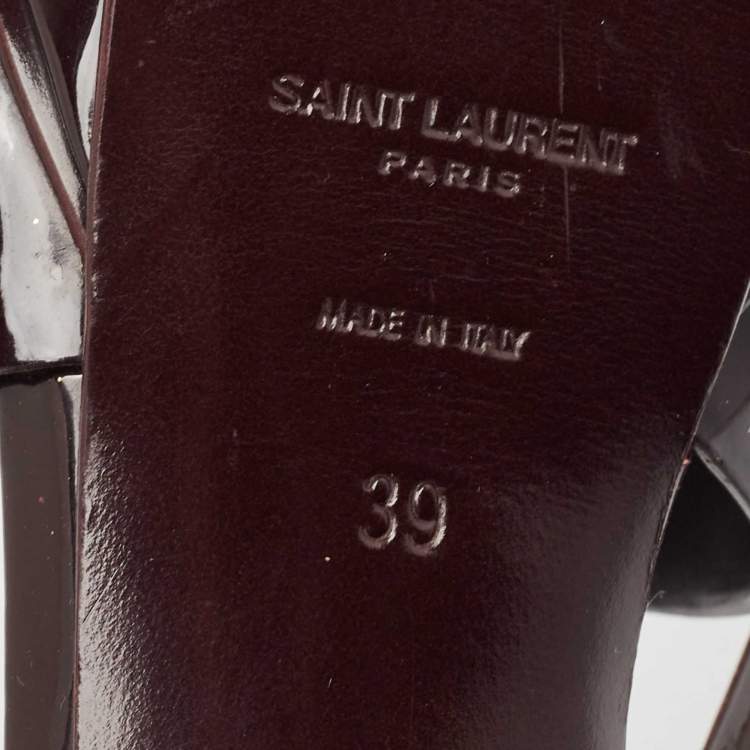 SAINT LAURENT
PARIS
MADE IN ITALY
39